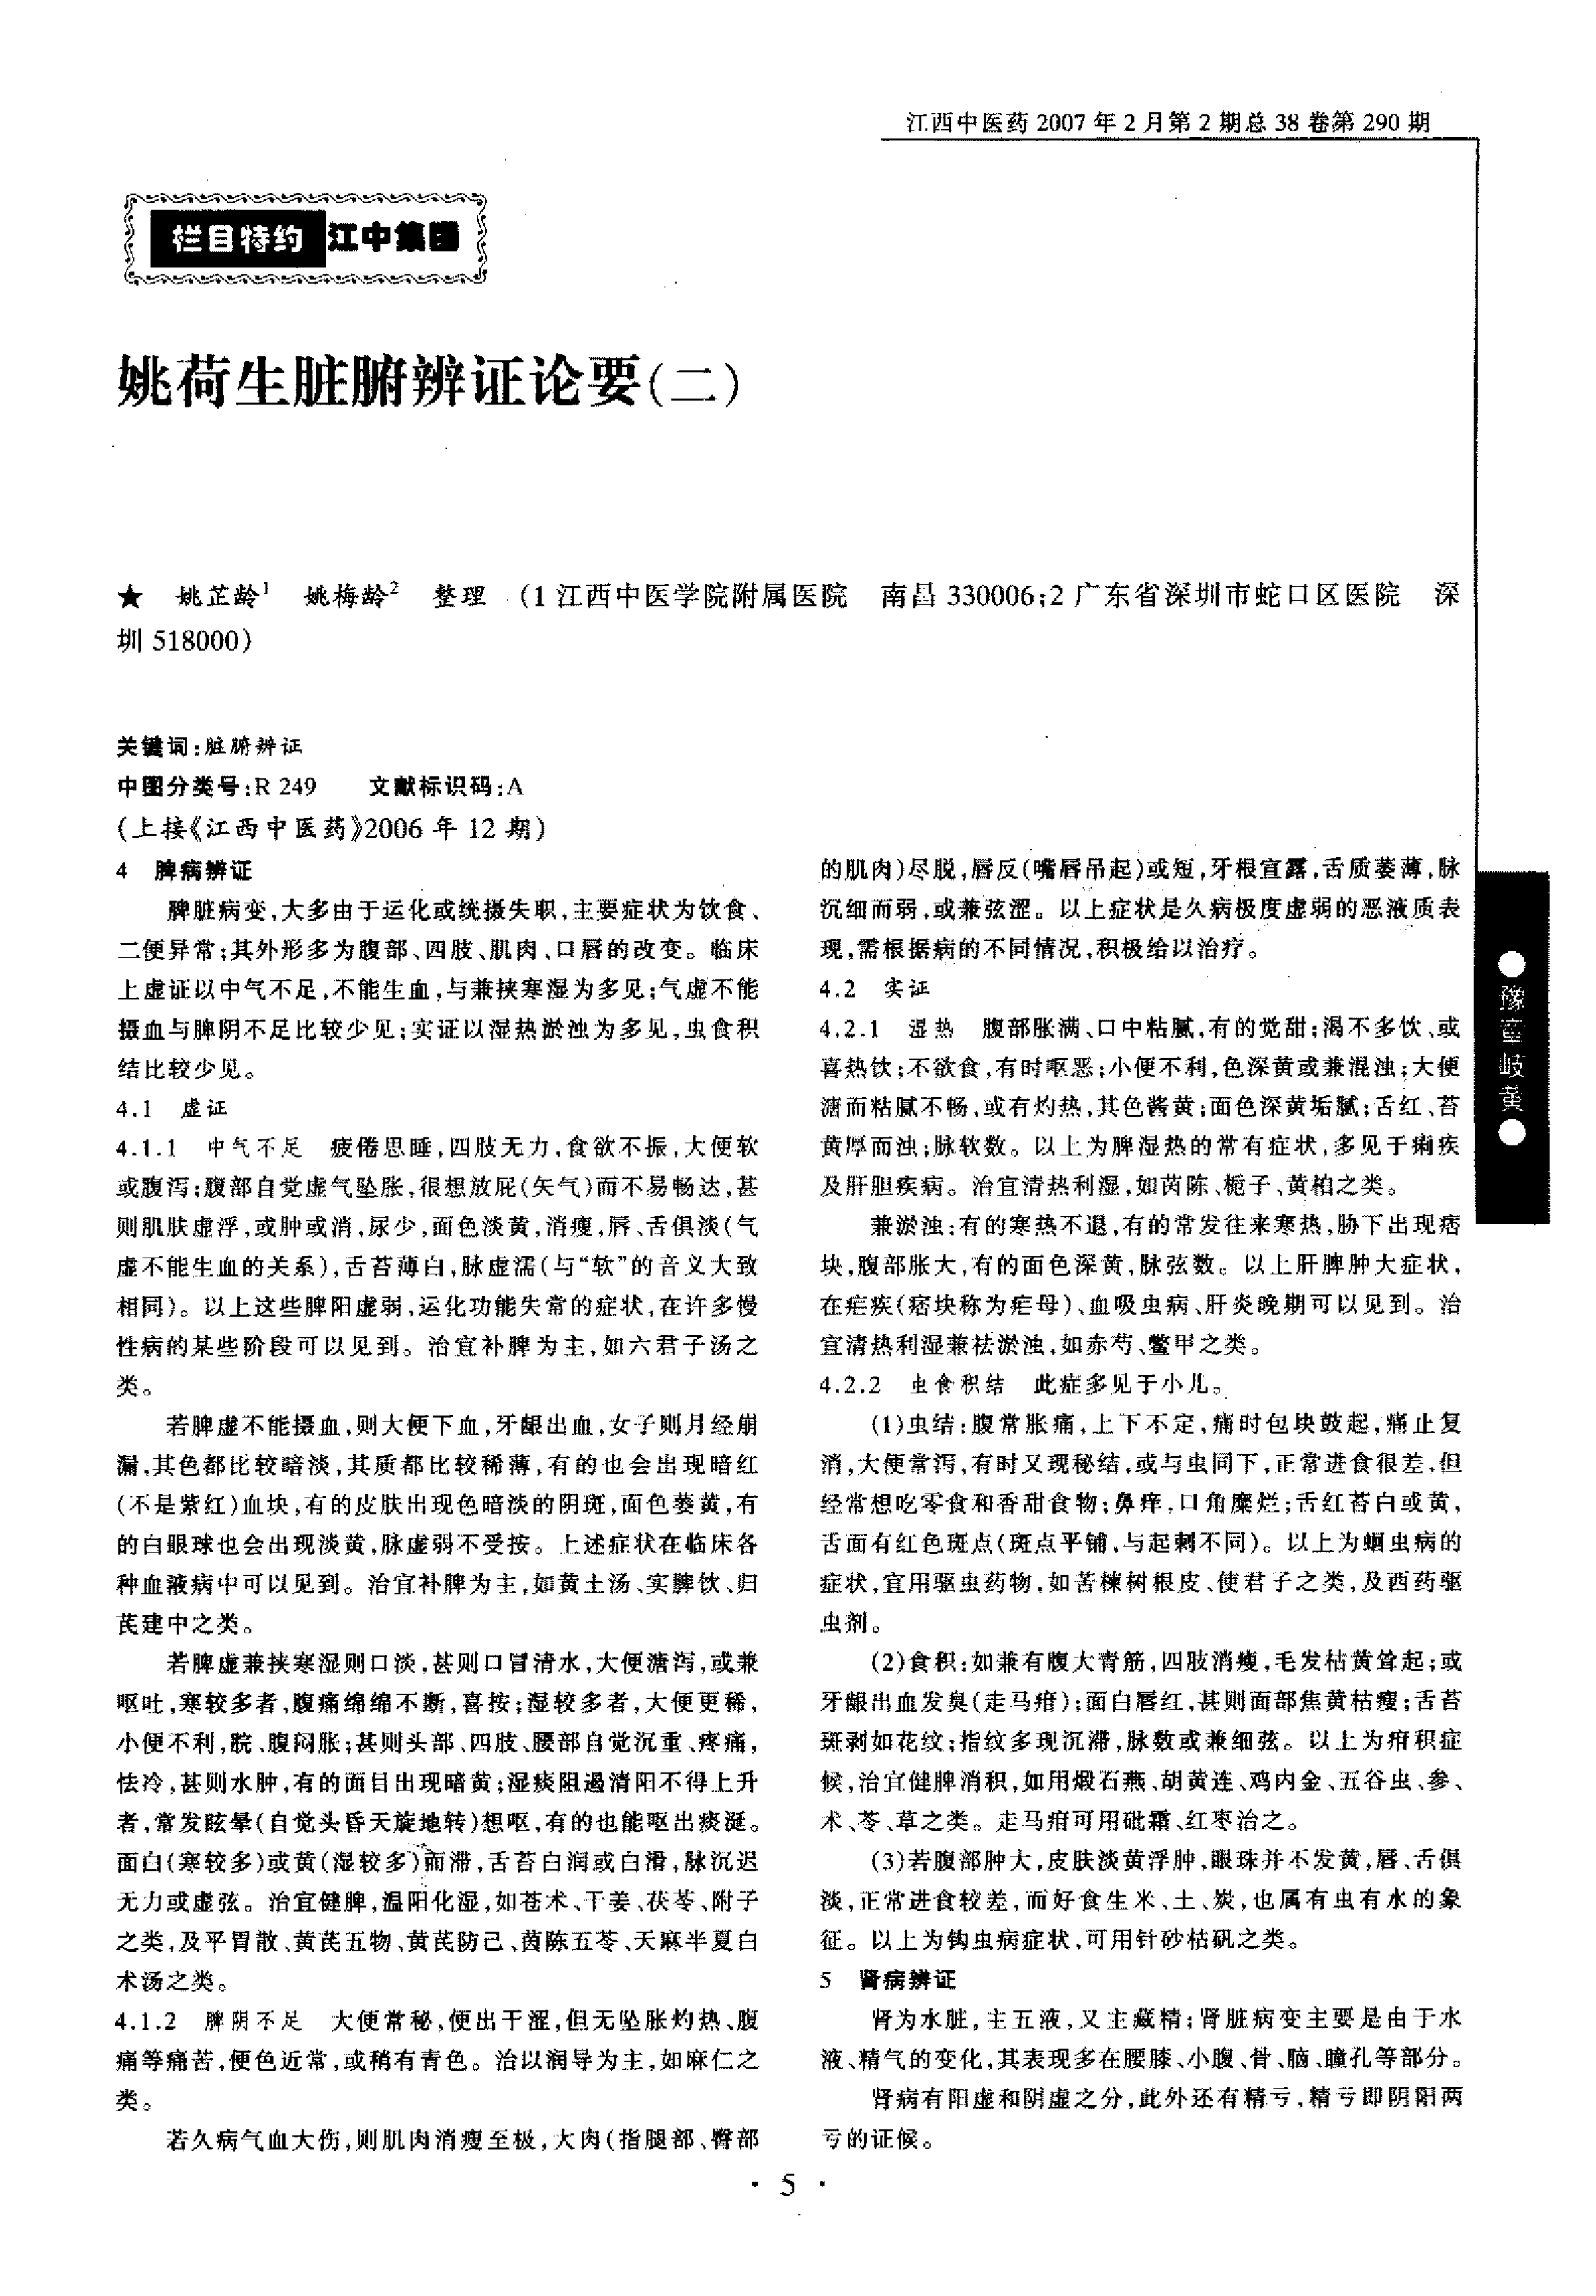 江西中医药 2007 年 2 月第 2 期总 38 卷第 290 期
栏目特约 江中集团
姚荷生脏腑辨证论要(二)
★ 姚芷龄1 姚梅龄2 整理 (1 江西中医学院附属医院 南昌 330006;2 广东省深圳市蛇口区医院 深
圳 518000)
关键词:脏腑辨证
中图分类号:R 249 文献标识码:A
(上接《江西中医药》2006 年 12 期)
4 脾病辨证
脾脏病变,大多由于运化或统摄失职,主要症状为饮食、
二便异常;其外形多为腹部、四肢、肌肉、口唇的改变。临床
上虚证以中气不足,不能生血,与兼挟寒湿为多见;气虚不能
摄血与脾阴不足比较少见;实证以湿热淤浊为多见,虫食积
结比较少见。
4.1 虚证
4.1.1 中气不足 疲倦思睡,四肢无力,食欲不振,大便软
或腹泻;腹部自觉虚气坠胀,很想放屁(矢气)而不易畅达,甚
则肌肤虚浮,或肿或消,尿少,面色淡黄,消瘦,唇、舌俱淡(气
虚不能生血的关系),舌苔薄白,脉虚濡(与“软”的音义大致
相同)。以上这些脾阳虚弱,运化功能失常的症状,在许多慢
性病的某些阶段可以见到。治宜补脾为主,如六君子汤之
类。
若脾虚不能摄血,则大便下血,牙龈出血,女子则月经崩
漏,其色都比较暗淡,其质都比较稀薄,有的也会出现暗红
(不是紫红)血块,有的皮肤出现色暗淡的阴斑,面色萎黄,有
的白眼球也会出现淡黄,脉虚弱不受按。上述症状在临床各
种血液病中可以见到。治宜补脾为主,如黄土汤、实脾饮、归
芪建中之类。
若脾虚兼挟寒湿则口淡,甚则口冒清水,大便溏泻,或兼
呕吐,寒较多者,腹痛绵绵不断,喜按;湿较多者,大便更稀,
小便不利,脘、腹闷胀;甚则头部、四肢、腰部自觉沉重、疼痛,
怯冷,甚则水肿,有的面目出现暗黄;湿痰阻遏清阳不得上升
者,常发眩晕(自觉头昏天旋地转)想呕,有的也能呕出痰涎。
面白(寒较多)或黄(湿较多)而滞,舌苔白润或白滑,脉沉迟
无力或虚弦。治宜健脾,温阳化湿,如苍术、干姜、茯苓、附子
之类,及平胃散、黄芪五物、黄芪防己、茵陈五苓、天麻半夏白
术汤之类。
4.1.2 脾阴不足 大便常秘,便出干涩,但无坠胀灼热、腹
痛等痛苦,便色近常,或稍有青色。治以润导为主,如麻仁之
类。
若久病气血大伤,则肌肉消瘦至极,大肉(指腿部、臀部
的肌肉)尽脱,唇反(嘴唇吊起)或短,牙根宣露,舌质萎薄,脉
沉细而弱,或兼弦涩。以上症状是久病极度虚弱的恶液质表
现,需根据病的不同情况,积极给以治疗。
4.2 实证
4.2.1 湿热 腹部胀满、口中粘腻,有的觉甜;渴不多饮、或
喜热饮;不欲食,有时呕恶;小便不利,色深黄或兼混浊;大便
溏而粘腻不畅,或有灼热,其色酱黄;面色深黄垢腻;舌红、苔
黄厚而浊;脉软数。以上为脾湿热的常有症状,多见于痢疾
及肝胆疾病。治宜清热利湿,如茵陈、栀子、黄柏之类。
兼淤浊:有的寒热不退,有的常发往来寒热,胁下出现痞
块,腹部胀大,有的面色深黄,脉弦数。以上肝脾肿大症状,
在疟疾(痞块称为疟母)、血吸虫病、肝炎晚期可以见到。治
宜清热利湿兼祛淤浊,如赤芍、鳖甲之类。
4.2.2 虫食积结 此症多见于小儿。
(1)虫结:腹常胀痛,上下不定,痛时包块鼓起,痛止复
消,大便常泻,有时又现秘结,或与虫同下,正常进食很差,但
经常想吃零食和香甜食物;鼻痒,口角糜烂;舌红苔白或黄,
舌面有红色斑点(斑点平铺,与起刺不同)。以上为蛔虫病的
症状,宜用驱虫药物,如苦楝树根皮、使君子之类,及西药驱
虫剂。
(2)食积:如兼有腹大青筋,四肢消瘦,毛发枯黄耸起;或
牙龈出血发臭(走马疳);面白唇红,甚则面部焦黄枯瘦;舌苔
斑剥如花纹;指纹多现沉滞,脉数或兼细弦。以上为疳积症
候,治宜健脾消积,如用煅石燕、胡黄连、鸡内金、五谷虫、参、
术、苓、草之类。走马疳可用砒霜、红枣治之。
(3)若腹部肿大,皮肤淡黄浮肿,眼珠并不发黄,唇、舌俱
淡,正常进食较差,而好食生米、土、炭,也属有虫有水的象
征。以上为钩虫病症状,可用针砂枯矾之类。
5 肾病辨证
肾为水脏,主五液,又主藏精;肾脏病变主要是由于水
液、精气的变化,其表现多在腰膝、小腹、骨、脑、瞳孔等部分。
肾病有阳虚和阴虚之分,此外还有精亏,精亏即阴阳两
亏的证候。
●豫章岐黄●
· 5 ·